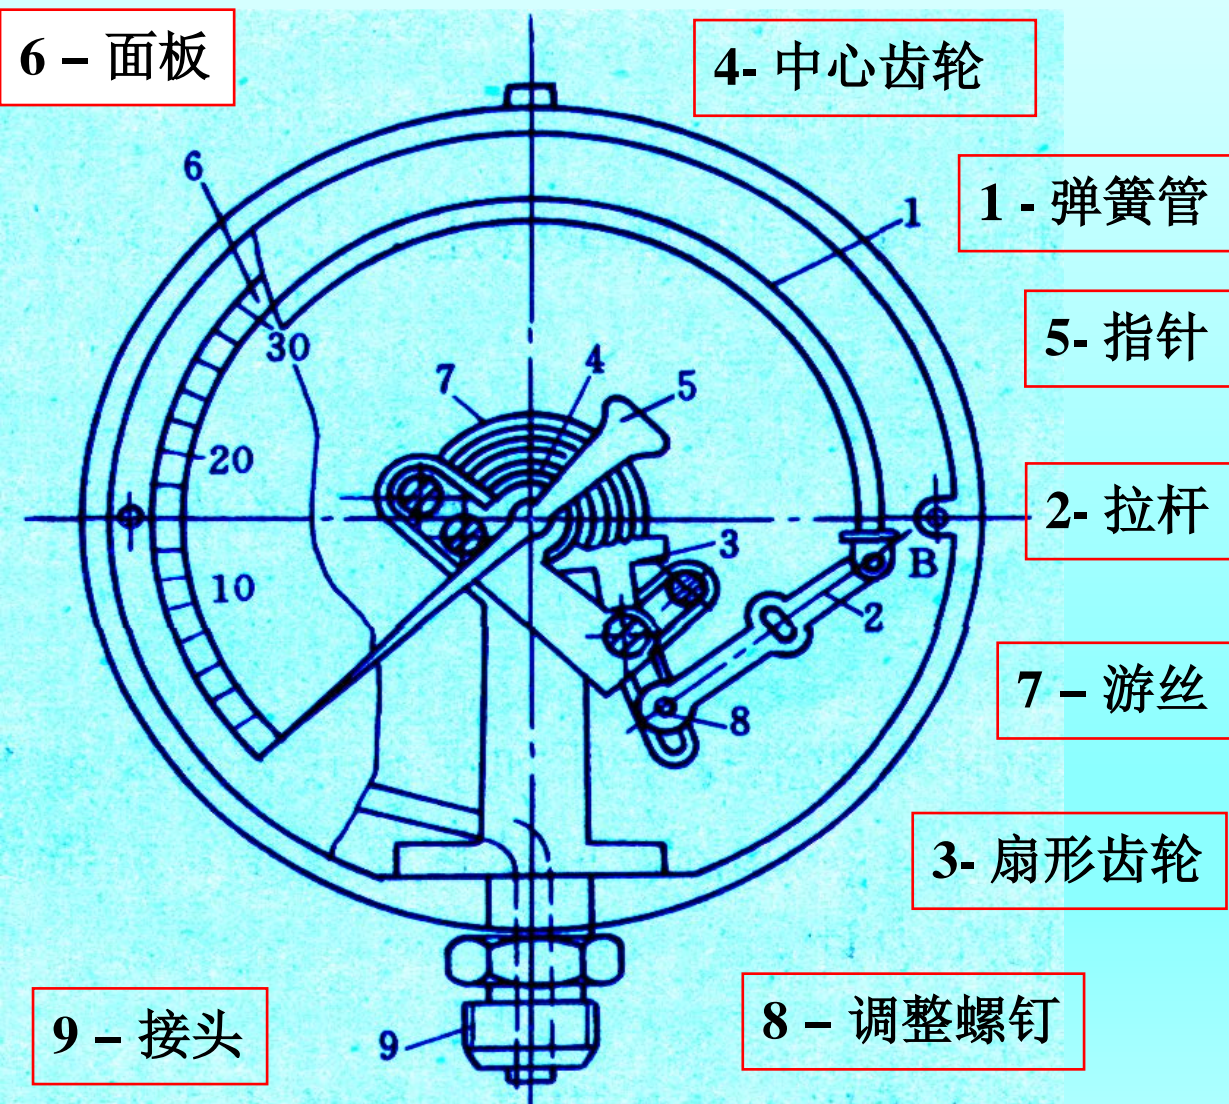 6 – 面板
4- 中心齿轮
6
1
1 - 弹簧管
30
5- 指针
7
4
5
20
2- 拉杆
3
B
10
2
7 – 游丝
8
3- 扇形齿轮
9 – 接头
9
8 – 调整螺钉